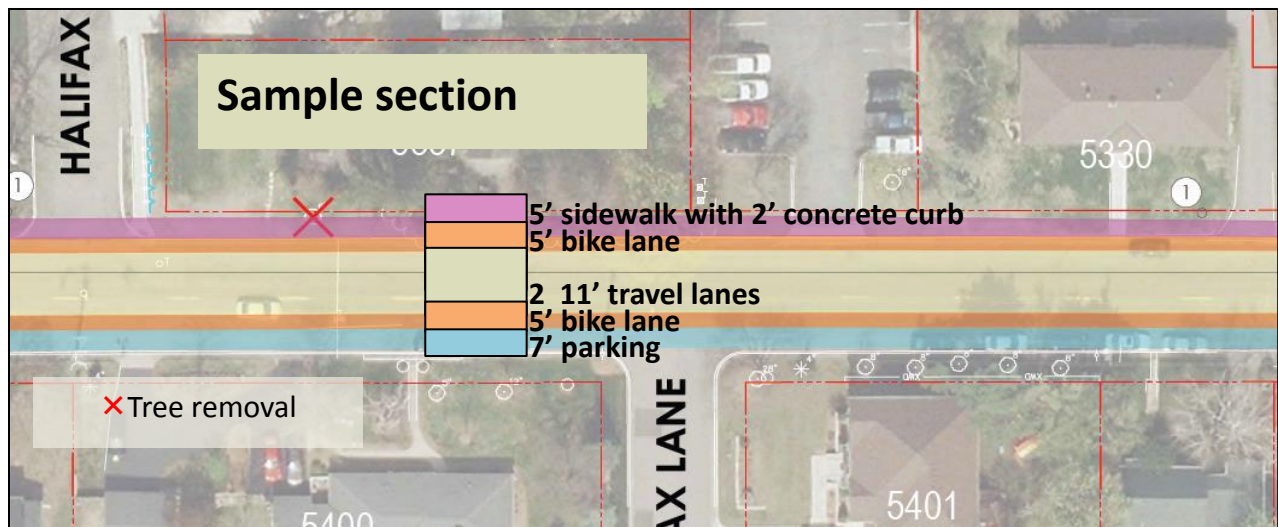 HALIFAX
Sample section
5330
1
1
5’ sidewalk with 2’ concrete curb
5’ bike lane
2 11’ travel lanes
5’ bike lane
7’ parking
Tree removal
AX LANE
5400
5401